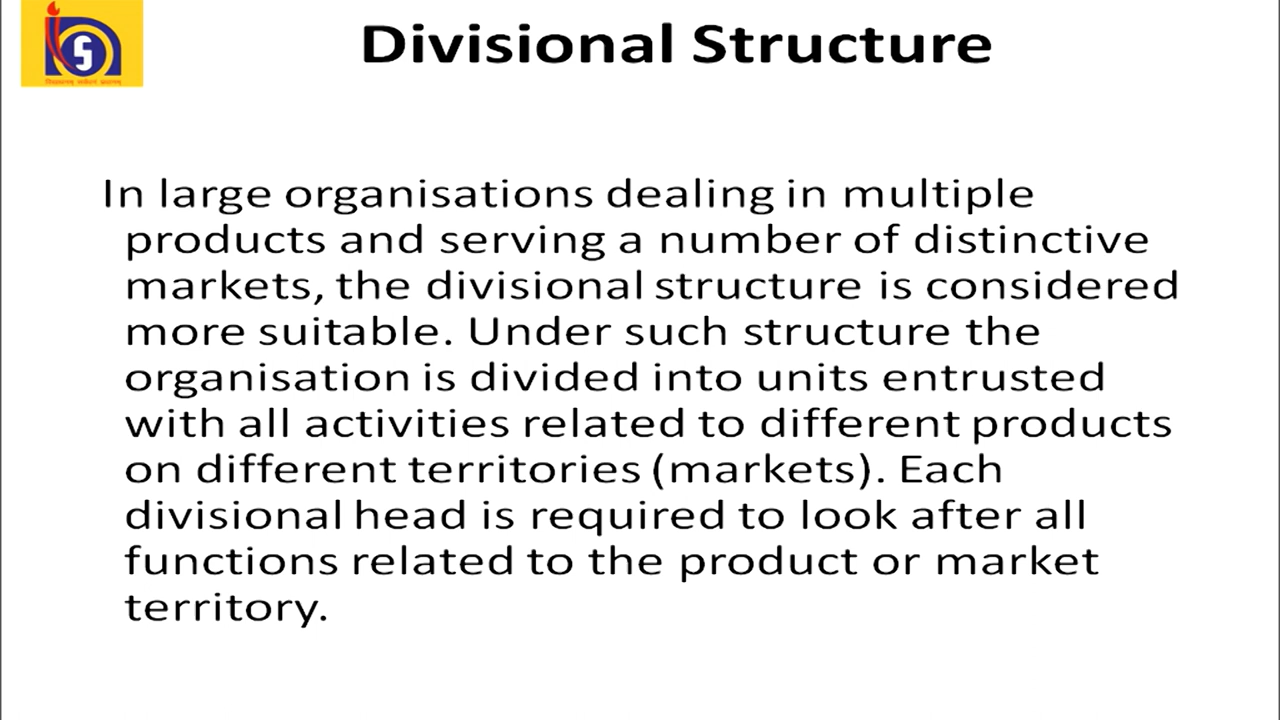 Divisional Structure
In large organisations dealing in multiple
products and serving a number of distinctive
markets, the divisional structure is considered
more suitable. Under such structure the
organisation is divided into units entrusted
with all activities related to different products
on different territories (markets). Each
divisional head is required to look after all
functions related to the product or market
territory.